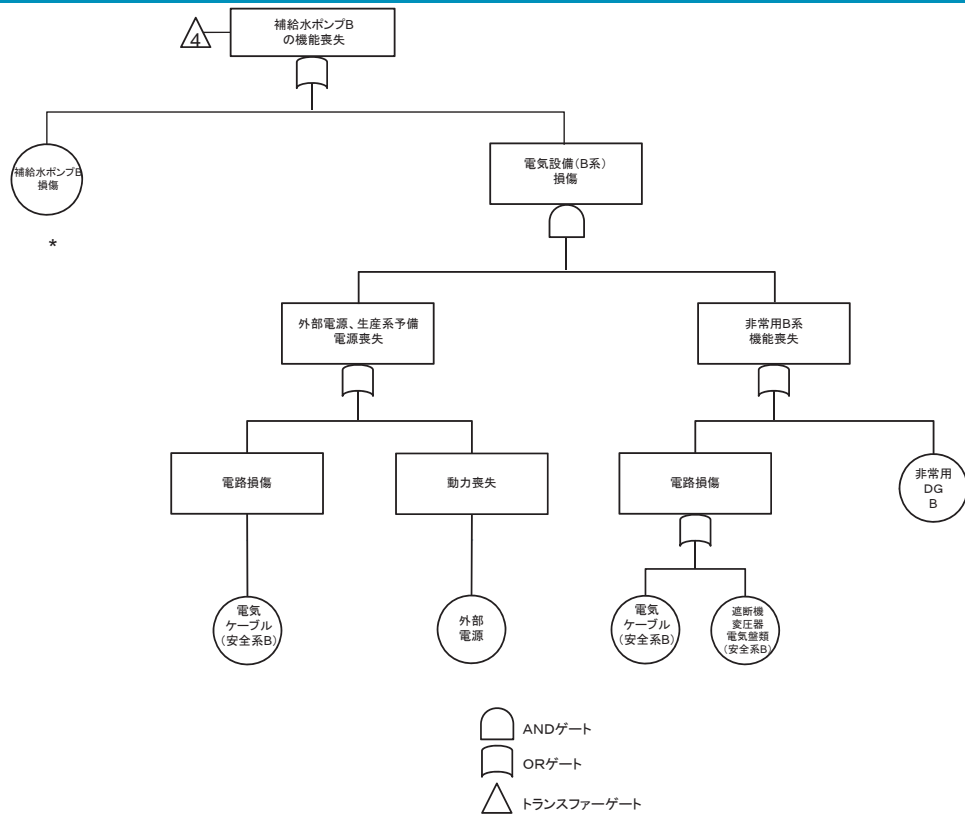 補給水ポンプB
の機能喪失
4
補給水ポンプB
損傷
*
電気設備(B系)
損傷
外部電源、生産系予備
電源喪失
非常用B系
機能喪失
電路損傷
動力喪失
電路損傷
非常用
DG
B
電気
ケーブル
(安全系B)
外部
電源
電気
ケーブル
(安全系B)
遮断機
変圧器
電気盤類
(安全系B)
ANDゲート
ORゲート
トランスファーゲート